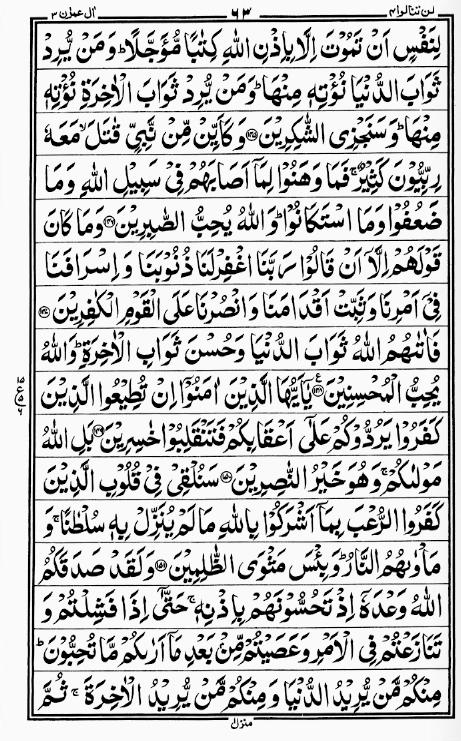 اٰل عمرٰن ٣ ٦٣ لن تنالوا ٤
لِنَفْسٍ اَنْ تَمُوْتَ اِلَّا بِاِذْنِ اللّٰهِ كِتٰبًا مُّؤَجَّلًا ؕ وَمَنْ یُّرِدْ
ثَوَابَ الدُّنْیَا نُؤْتِهٖ مِنْهَا ۚ وَمَنْ یُّرِدْ ثَوَابَ الْاٰخِرَةِ نُؤْتِهٖ
مِنْهَا ؕ وَسَنَجْزِی الشّٰكِرِیْنَ ﴿۱۴۵﴾ وَكَاَیِّنْ مِّنْ نَّبِیٍّ قٰتَلَ ۙ مَعَهٗ
رِبِّیُّوْنَ كَثِیْرٌ ۚ فَمَا وَهَنُوْا لِمَاۤ اَصَابَهُمْ فِیْ سَبِیْلِ اللّٰهِ وَمَا
ضَعُفُوْا وَمَا اسْتَكَانُوْا ؕ وَاللّٰهُ یُحِبُّ الصّٰبِرِیْنَ ﴿۱۴۶﴾ وَمَا كَانَ
قَوْلَهُمْ اِلَّاۤ اَنْ قَالُوْا رَبَّنَا اغْفِرْلَنَا ذُنُوْبَنَا وَاِسْرَافَنَا
فِیْۤ اَمْرِنَا وَثَبِّتْ اَقْدَامَنَا وَانْصُرْنَا عَلَی الْقَوْمِ الْكٰفِرِیْنَ ﴿۱۴۷﴾
فَاٰتٰىهُمُ اللّٰهُ ثَوَابَ الدُّنْیَا وَحُسْنَ ثَوَابِ الْاٰخِرَةِ ؕ وَاللّٰهُ
یُحِبُّ الْمُحْسِنِیْنَ ﴿۱۴۸﴾ ع یٰۤاَیُّهَا الَّذِیْنَ اٰمَنُوْۤا اِنْ تُطِیْعُوا الَّذِیْنَ
كَفَرُوْا یَرُدُّوْكُمْ عَلٰۤی اَعْقَابِكُمْ فَتَنْقَلِبُوْا خٰسِرِیْنَ ﴿۱۴۹﴾ بَلِ اللّٰهُ
مَوْلٰىكُمْ ۚ وَهُوَ خَیْرُ النّٰصِرِیْنَ ﴿۱۵۰﴾ سَنُلْقِیْ فِیْ قُلُوْبِ الَّذِیْنَ
كَفَرُوا الرُّعْبَ بِمَاۤ اَشْرَكُوْا بِاللّٰهِ مَا لَمْ یُنَزِّلْ بِهٖ سُلْطٰنًا ۚ وَ
مَاْوٰىهُمُ النَّارُ ؕ وَبِئْسَ مَثْوَی الظّٰلِمِیْنَ ﴿۱۵۱﴾ وَلَقَدْ صَدَقَكُمُ
اللّٰهُ وَعْدَهٗۤ اِذْ تَحُسُّوْنَهُمْ بِاِذْنِهٖ ۚ حَتّٰۤی اِذَا فَشِلْتُمْ وَ
تَنَازَعْتُمْ فِی الْاَمْرِ وَعَصَیْتُمْ مِّنْۢ بَعْدِ مَاۤ اَرٰىكُمْ مَّا تُحِبُّوْنَ ؕ
مِنْكُمْ مَّنْ یُّرِیْدُ الدُّنْیَا وَمِنْكُمْ مَّنْ یُّرِیْدُ الْاٰخِرَةَ ۚ ثُمَّ
منزل